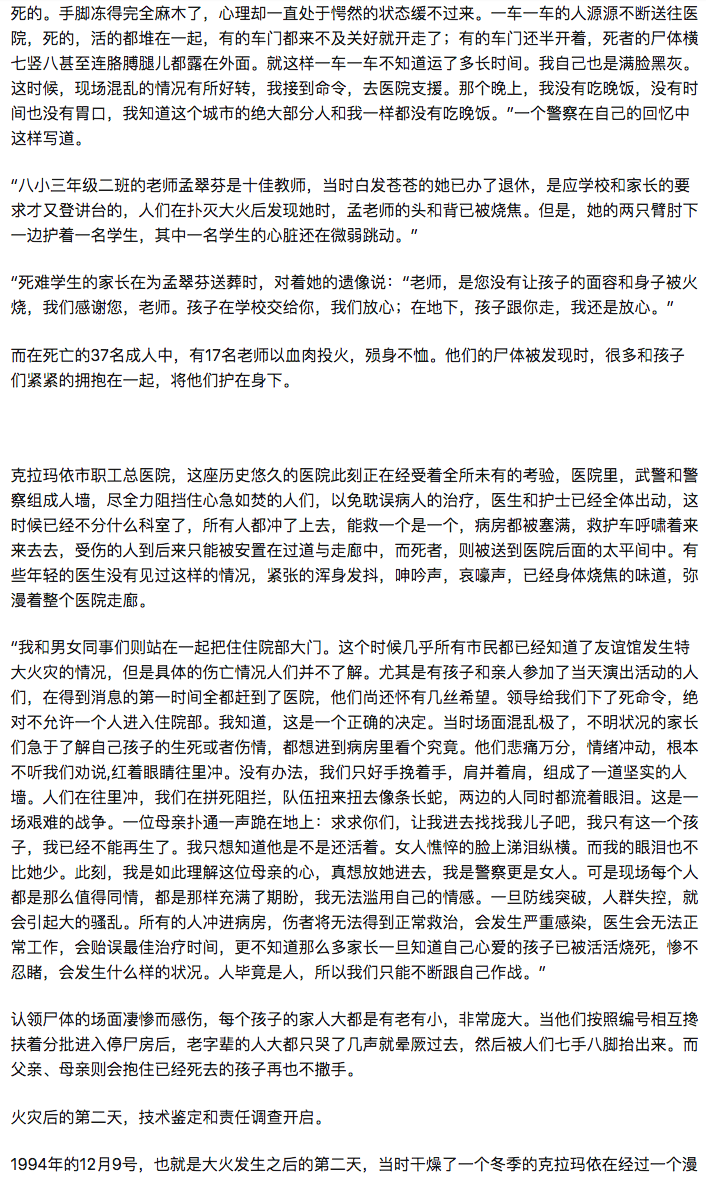 死的。手脚冻得完全麻木了，心理却一直处于愕然的状态缓不过来。一车一车的人源源不断送往医
院，死的，活的都堆在一起，有的车门都来不及关好就开走了；有的车门还半开着，死者的尸体横
七竖八甚至连胳膊腿儿都露在外面。就这样一车一车不知道运了多长时间。我自己也是满脸黑灰。
这时候，现场混乱的情况有所好转，我接到命令，去医院支援。那个晚上，我没有吃晚饭，没有时
间也没有胃口，我知道这个城市的绝大部分人和我一样都没有吃晚饭。”一个警察在自己的回忆中
这样写道。
“八小三年级二班的老师孟翠芬是十佳教师，当时白发苍苍的她已办了退休，是应学校和家长的要
求才又登讲台的，人们在扑灭大火后发现她时，孟老师的头和背已被烧焦。但是，她的两只臂肘下
一边护着一名学生，其中一名学生的心脏还在微弱跳动。”
“死难学生的家长在为孟翠芬送葬时，对着她的遗像说：“老师，是您没有让孩子的面容和身子被火
烧，我们感谢您，老师。孩子在学校交给你，我们放心；在地下，孩子跟你走，我还是放心。”
而在死亡的37名成人中，有17名老师以血肉投火，殒身不恤。他们的尸体被发现时，很多和孩子
们紧紧的拥抱在一起，将他们护在身下。
克拉玛依市职工总医院，这座历史悠久的医院此刻正在经受着全所未有的考验，医院里，武警和警
察组成人墙，尽全力阻挡住心急如焚的人们，以免耽误病人的治疗，医生和护士已经全体出动，这
时候已经不分什么科室了，所有人都冲了上去，能救一个是一个，病房都被塞满，救护车呼啸着来
来去去，受伤的人到后来只能被安置在过道与走廊中，而死者，则被送到医院后面的太平间中。有
些年轻的医生没有见过这样的情况，紧张的浑身发抖，呻吟声，哀嚎声，已经身体烧焦的味道，弥
漫着整个医院走廊。
“我和男女同事们则站在一起把住住院部大门。这个时候几乎所有市民都已经知道了友谊馆发生特
大火灾的情况，但是具体的伤亡情况人们并不了解。尤其是有孩子和亲人参加了当天演出活动的人
们，在得到消息的第一时间全都赶到了医院，他们尚还怀有几丝希望。领导给我们下了死命令，绝
对不允许一个人进入住院部。我知道，这是一个正确的决定。当时场面混乱极了，不明状况的家长
们急于了解自己孩子的生死或者伤情，都想进到病房里看个究竟。他们悲痛万分，情绪冲动，根本
不听我们劝说,红着眼睛往里冲。没有办法，我们只好手挽着手，肩并着肩，组成了一道坚实的人
墙。人们在往里冲，我们在拼死阻拦，队伍扭来扭去像条长蛇，两边的人同时都流着眼泪。这是一
场艰难的战争。一位母亲扑通一声跪在地上：求求你们，让我进去找找我儿子吧，我只有这一个孩
子，我已经不能再生了。我只想知道他是不是还活着。女人憔悴的脸上涕泪纵横。而我的眼泪也不
比她少。此刻，我是如此理解这位母亲的心，真想放她进去，我是警察更是女人。可是现场每个人
都是那么值得同情，都是那样充满了期盼，我无法滥用自己的情感。一旦防线突破，人群失控，就
会引起大的骚乱。所有的人冲进病房，伤者将无法得到正常救治，会发生严重感染，医生会无法正
常工作，会贻误最佳治疗时间，更不知道那么多家长一旦知道自己心爱的孩子已被活活烧死，惨不
忍睹，会发生什么样的状况。人毕竟是人，所以我们只能不断跟自己作战。”
认领尸体的场面凄惨而感伤，每个孩子的家人大都是有老有小，非常庞大。当他们按照编号相互搀
扶着分批进入停尸房后，老字辈的人大都只哭了几声就晕厥过去，然后被人们七手八脚抬出来。而
父亲、母亲则会抱住已经死去的孩子再也不撒手。
火灾后的第二天，技术鉴定和责任调查开启。
1994年的12月9号，也就是大火发生之后的第二天，当时干燥了一个冬季的克拉玛依在经过一个漫